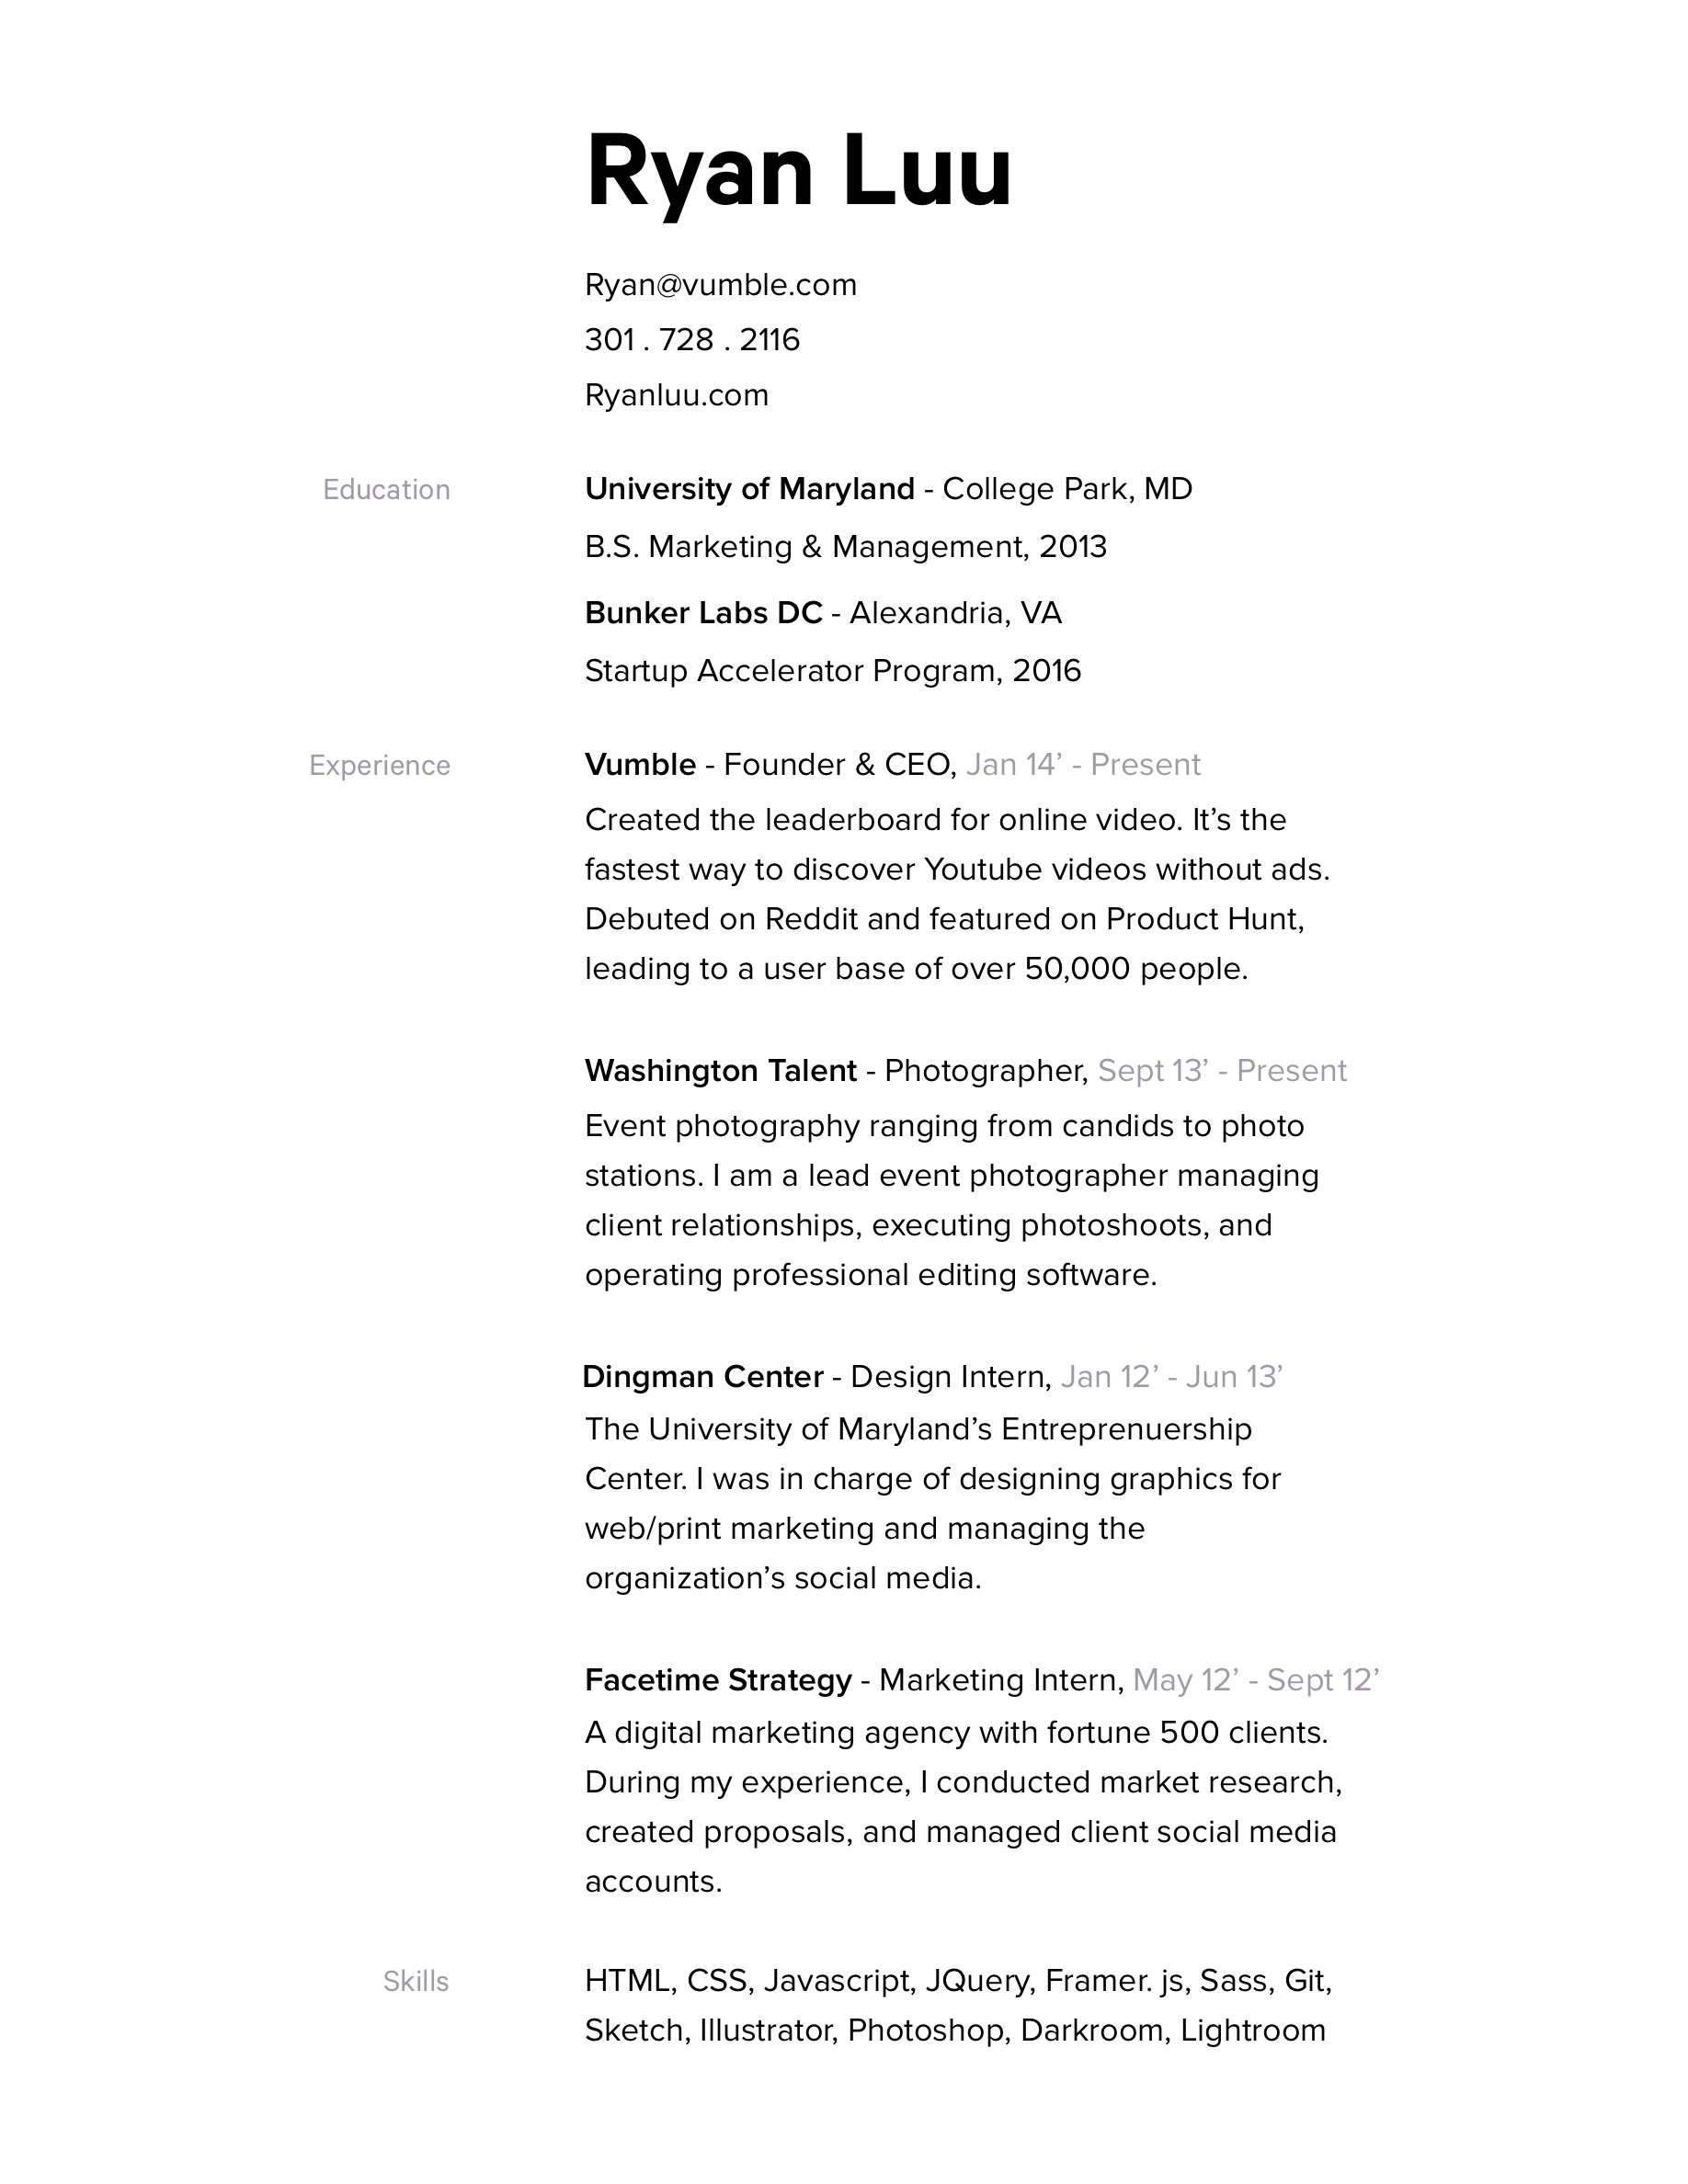 Ryan Luu
Ryan@vumble.com
301 . 728 . 2116
Ryanluu.com
Education
University of Maryland - College Park, MD
B.S. Marketing & Management, 2013
Bunker Labs DC - Alexandria, VA
Startup Accelerator Program, 2016
Experience
Vumble - Founder & CEO, Jan 14’ - Present
Created the leaderboard for online video. It’s the
fastest way to discover Youtube videos without ads.
Debuted on Reddit and featured on Product Hunt,
leading to a user base of over 50,000 people.
Washington Talent - Photographer, Sept 13’ - Present
Event photography ranging from candids to photo
stations. I am a lead event photographer managing
client relationships, executing photoshoots, and
operating professional editing software.
Dingman Center - Design Intern, Jan 12’ - Jun 13’
The University of Maryland’s Entreprenuership
Center. I was in charge of designing graphics for
web/print marketing and managing the
organization’s social media.
Facetime Strategy - Marketing Intern, May 12’ - Sept 12’
A digital marketing agency with fortune 500 clients.
During my experience, I conducted market research,
created proposals, and managed client social media
accounts.
Skills
HTML, CSS, Javascript, JQuery, Framer. js, Sass, Git,
Sketch, Illustrator, Photoshop, Darkroom, Lightroom